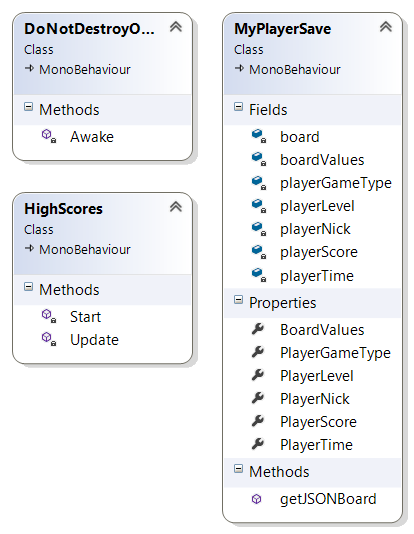 DoNotDestroyO...
Class
MonoBehaviour
Methods
Awake
HighScores
Class
MonoBehaviour
Methods
Start
Update
MyPlayerSave
Class
MonoBehaviour
Fields
board
boardValues
playerGameType
playerLevel
playerNick
playerScore
playerTime
Properties
BoardValues
PlayerGameType
PlayerLevel
PlayerNick
PlayerScore
PlayerTime
Methods
getJSONBoard